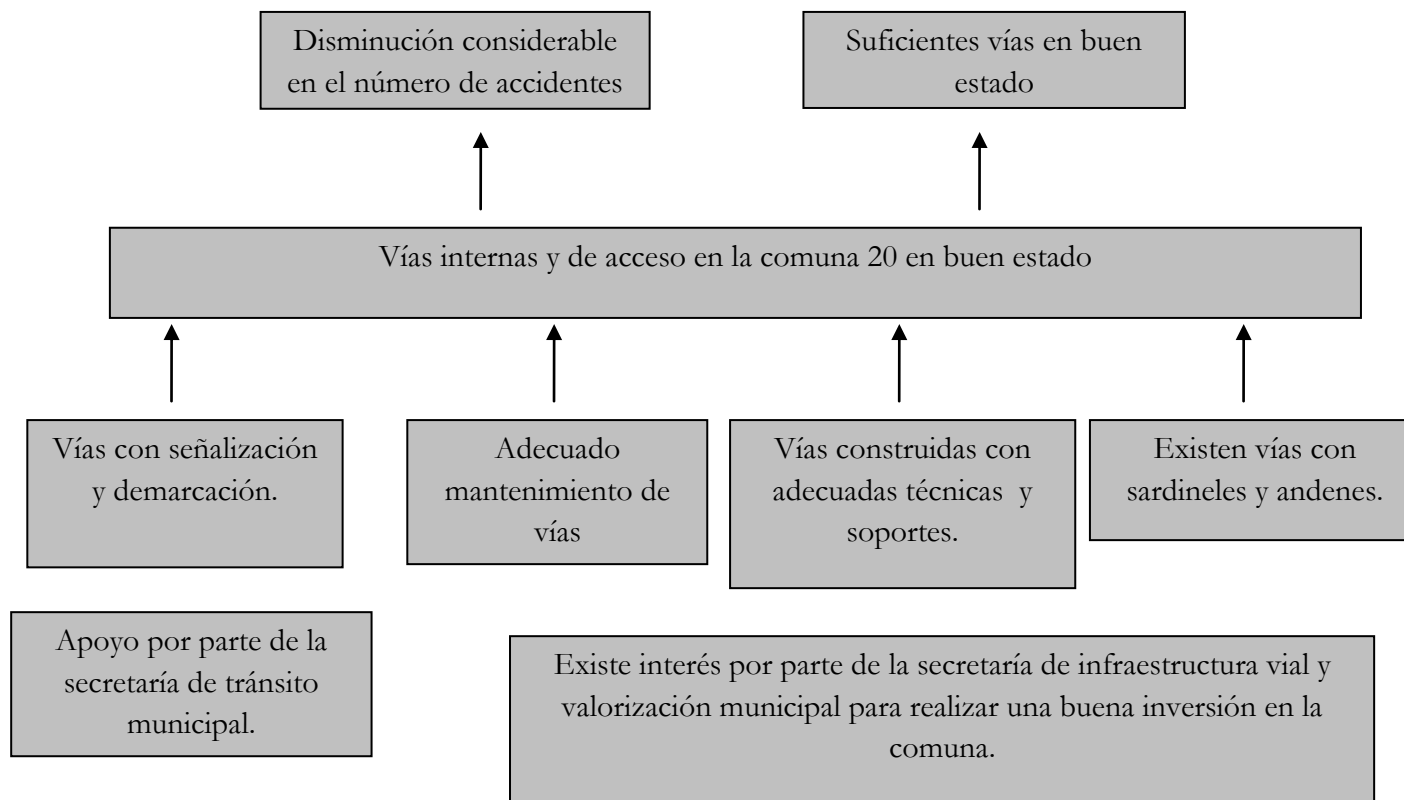 Disminución considerable
en el número de accidentes
Suficientes vías en buen
estado
Vías internas y de acceso en la comuna 20 en buen estado
Vías con señalización
y demarcación.
Adecuado
mantenimiento de
vías
Vías construidas con
adecuadas técnicas y
soportes.
Existen vías con
sardineles y andenes.
Apoyo por parte de la
secretaría de tránsito
municipal.
Existe interés por parte de la secretaría de infraestructura vial y
valorización municipal para realizar una buena inversión en la
comuna.